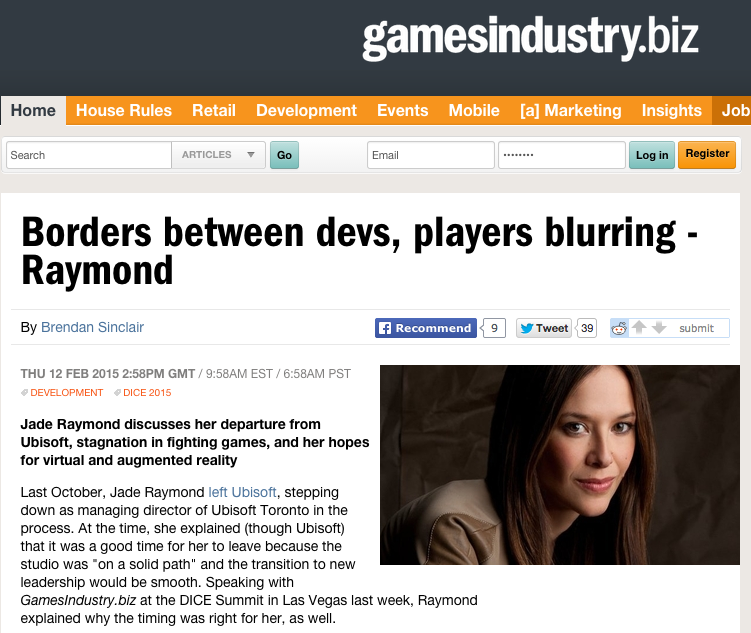 gamesindustry.biz
Home House Rules Retail Development Events Mobile [a] Marketing Insights Job
Search ARTICLES Go Email •••••••• Log in Register
Borders between devs, players blurring -
Raymond
By Brendan Sinclair
Recommend 9 Tweet 39 submit
THU 12 FEB 2015 2:58PM GMT / 9:58AM EST / 6:58AM PST
DEVELOPMENT DICE 2015
Jade Raymond discusses her departure from
Ubisoft, stagnation in fighting games, and her hopes
for virtual and augmented reality
Last October, Jade Raymond left Ubisoft, stepping
down as managing director of Ubisoft Toronto in the
process. At the time, she explained (though Ubisoft)
that it was a good time for her to leave because the
studio was "on a solid path" and the transition to new
leadership would be smooth. Speaking with
GamesIndustry.biz at the DICE Summit in Las Vegas last week, Raymond
explained why the timing was right for her, as well.